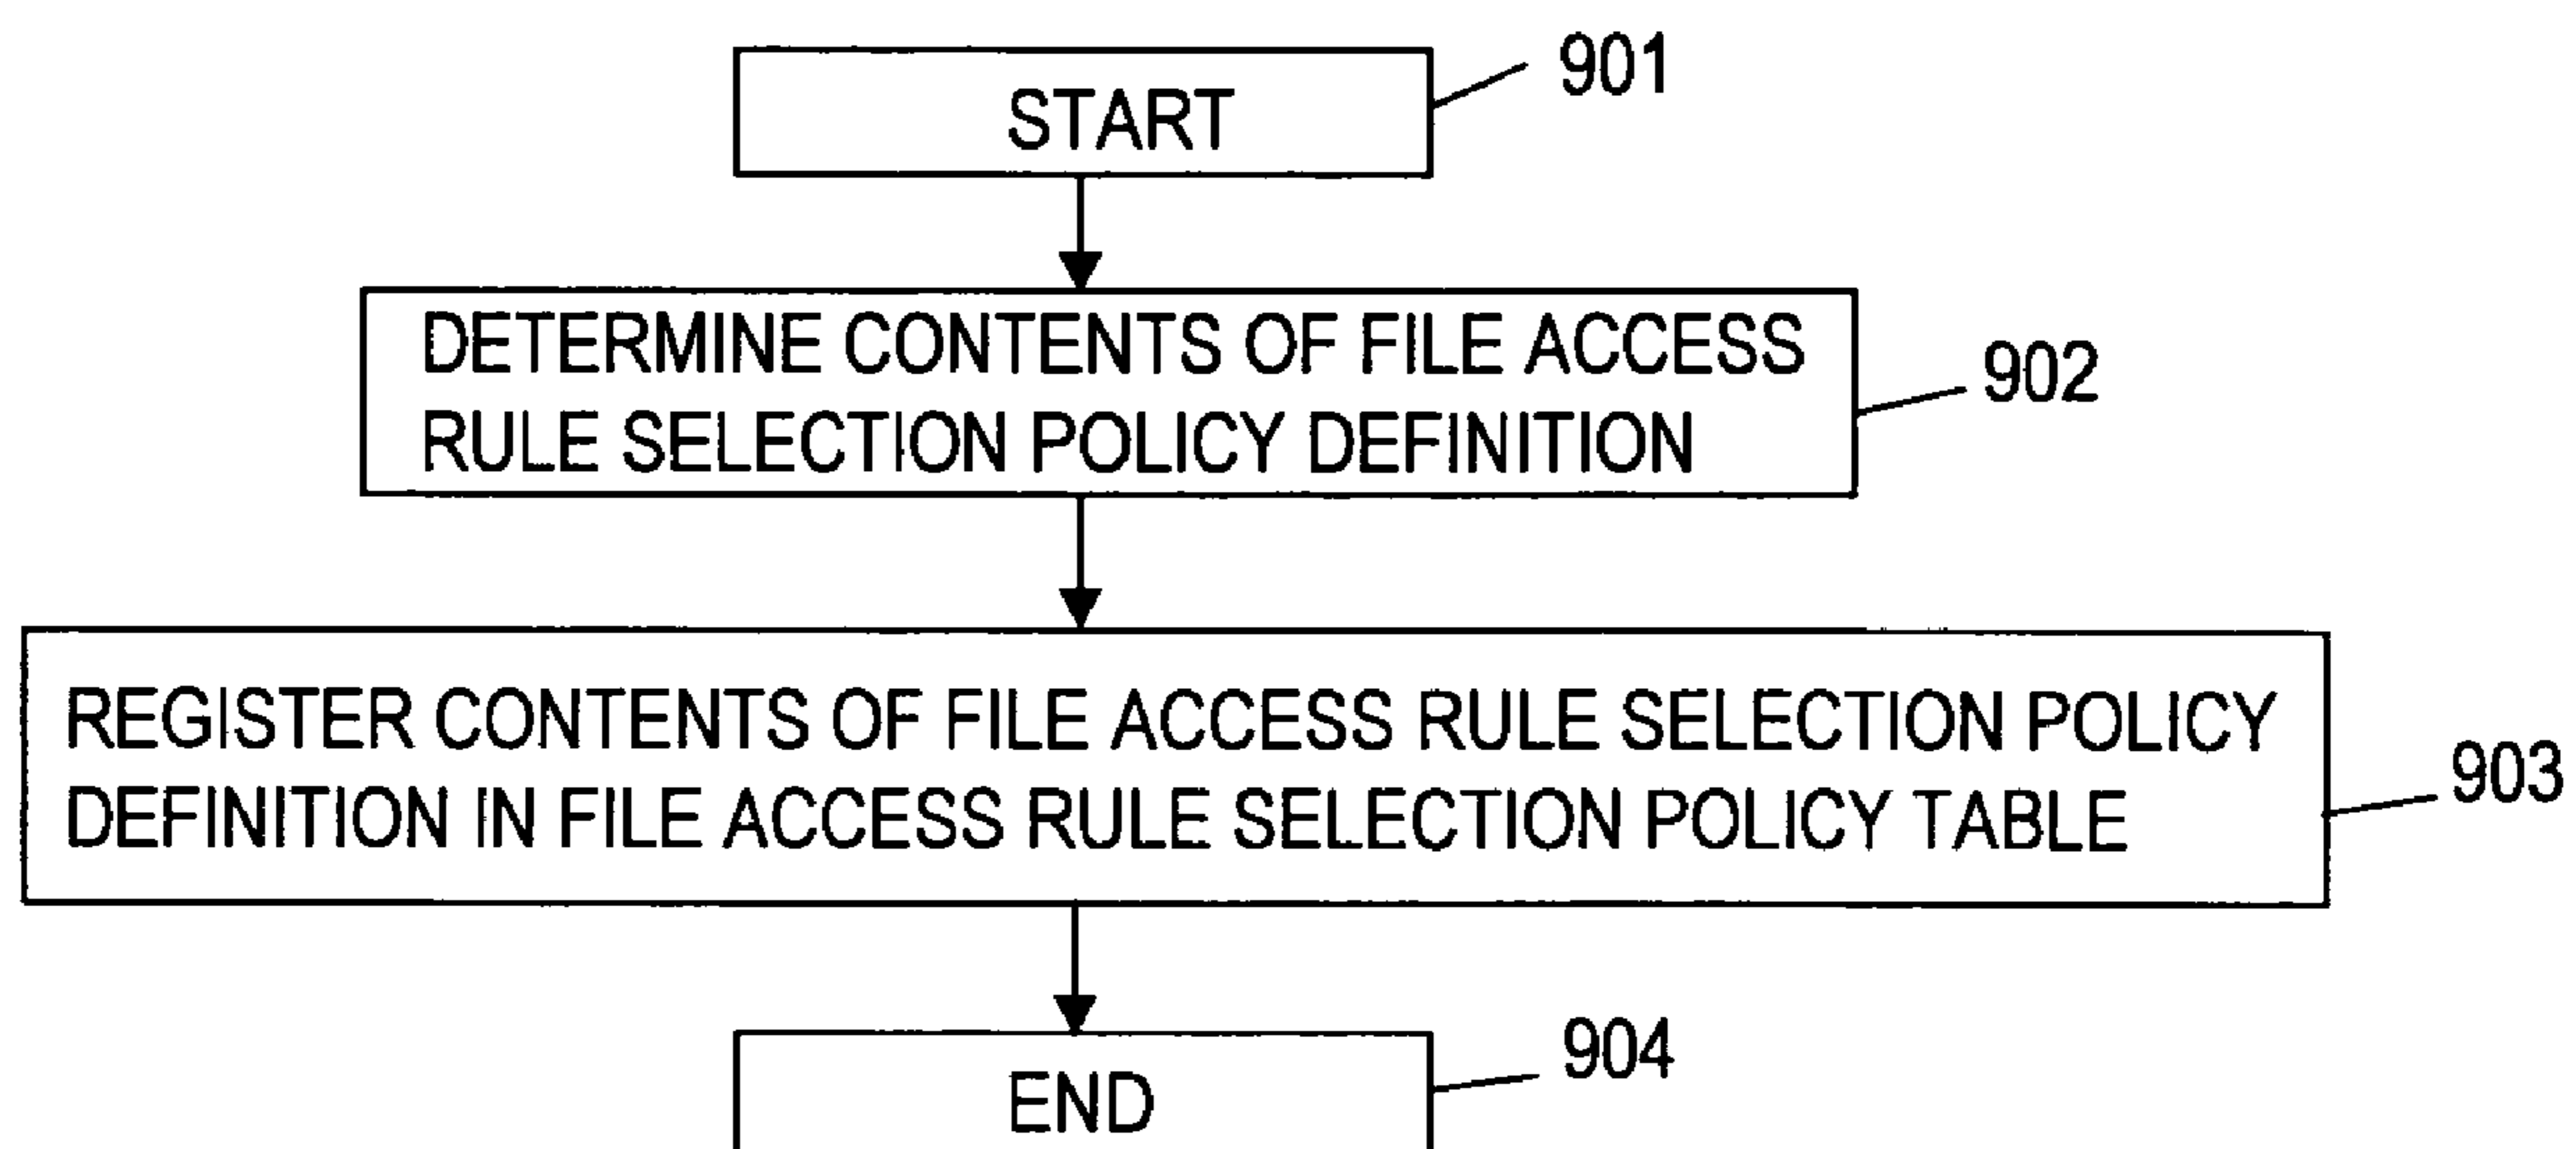 START
901
DETERMINE CONTENTS OF FILE ACCESS
RULE SELECTION POLICY DEFINITION
902
REGISTER CONTENTS OF FILE ACCESS RULE SELECTION POLICY
DEFINITION IN FILE ACCESS RULE SELECTION POLICY TABLE
903
END
904